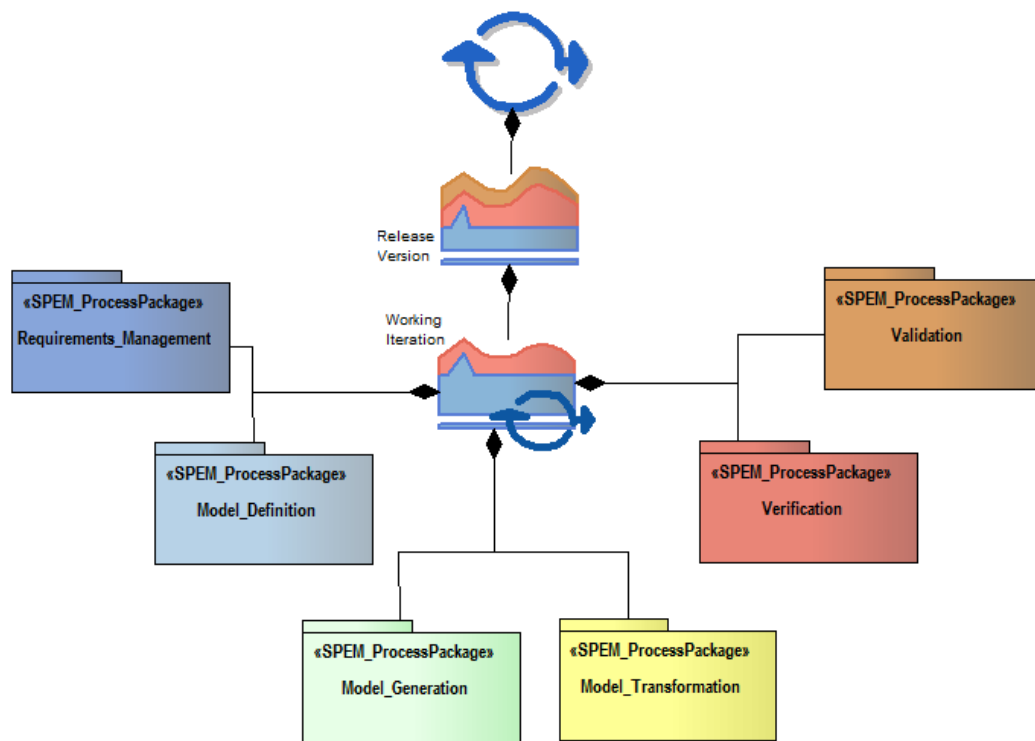 Release
Version
«SPEM_ProcessPackage»
Requirements_Management
«SPEM_ProcessPackage»
Validation
Working
Iteration
«SPEM_ProcessPackage»
Model_Definition
«SPEM_ProcessPackage»
Verification
«SPEM_ProcessPackage»
Model_Generation
«SPEM_ProcessPackage»
Model_Transformation